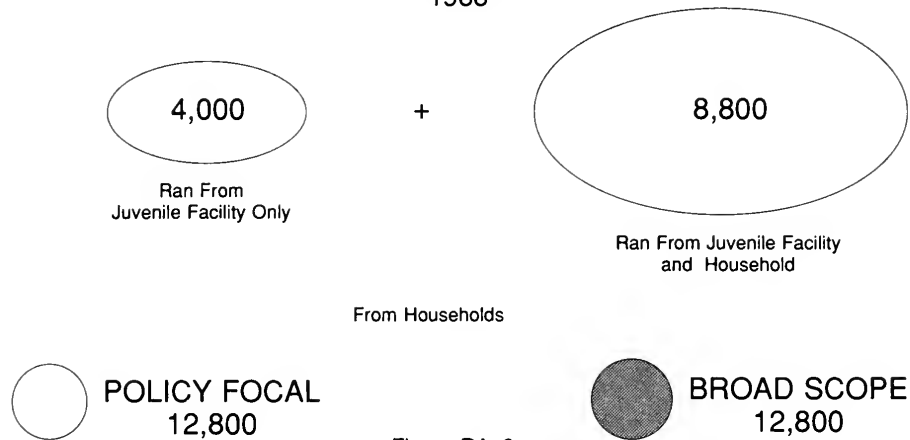 4,000
+
8,800
Ran From
Juvenile Facility Only
Ran From Juvenile Facility
and Household
From Households
POLICY FOCAL
12,800
BROAD SCOPE
12,800